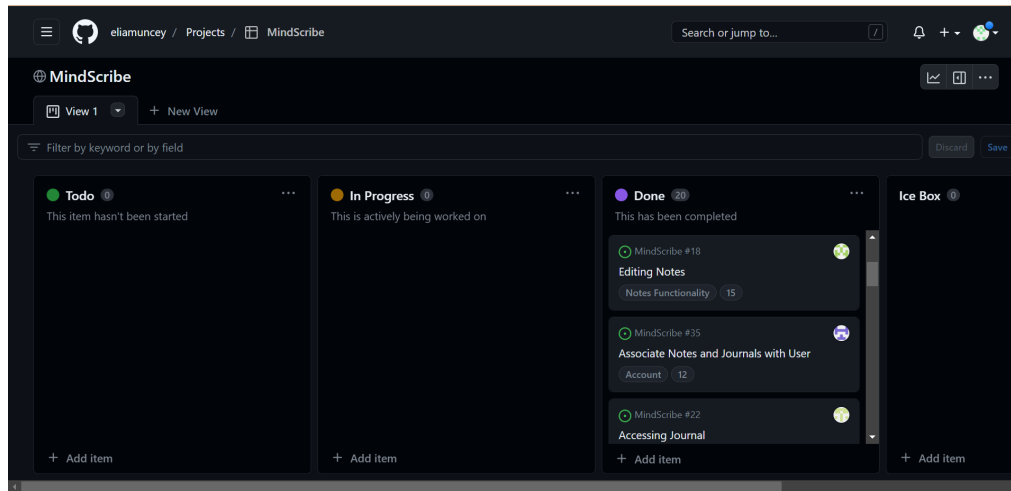 eliamuncey / Projects / MindScribe
Search or jump to... /
MindScribe
View 1
New View
Filter by keyword or by field
Discard
Save
Todo 0
This item hasn't been started
Add item
In Progress 0
This is actively being worked on
Add item
Done 20
This has been completed
MindScribe #18
Editing Notes
Notes Functionality 15
MindScribe #35
Associate Notes and Journals with User
Account 12
MindScribe #22
Accessing Journal
Add item
Ice Box 0
Add item